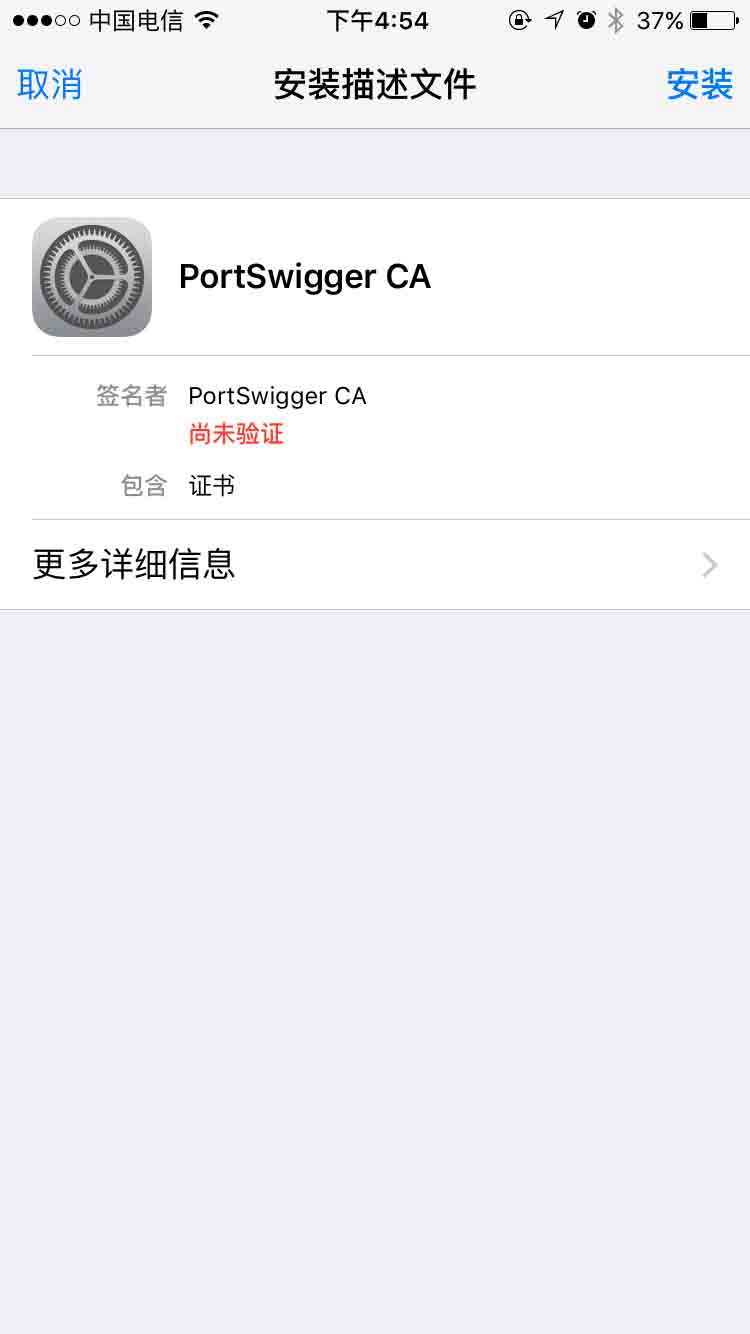 中国电信 下午4:54 37%
取消 安装描述文件 安装
PortSwigger CA
签名者 PortSwigger CA
尚未验证
包含 证书
更多详细信息